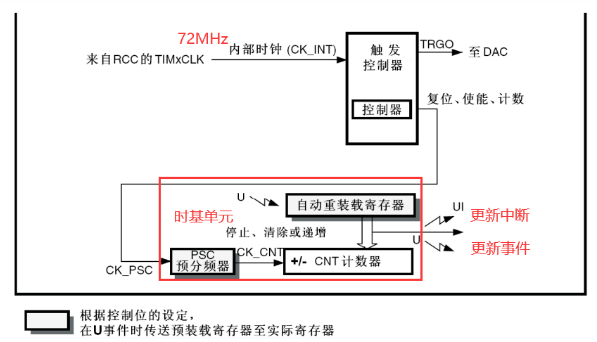 72MHz
来自RCC的TIMxCLK
内部时钟 (CK_INT)
触发
控制器
TRGO
至DAC
控制器
复位、使能、计数
时基单元
U
自动重装载寄存器
停止、清除或递增
UI
更新中断
U
更新事件
CK_PSC
PSC
预分频器
CK_CNT
+/- CNT 计数器
根据控制位的设定，
在U事件时传送预装载寄存器至实际寄存器